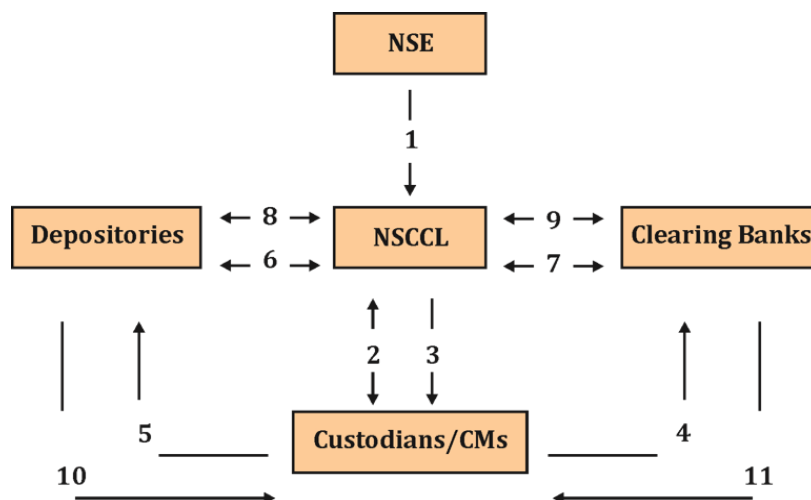 NSE
1
Depositories
8
6
NSCCL
9
7
Clearing Banks
2
3
5
Custodians/CMs
4
10
11